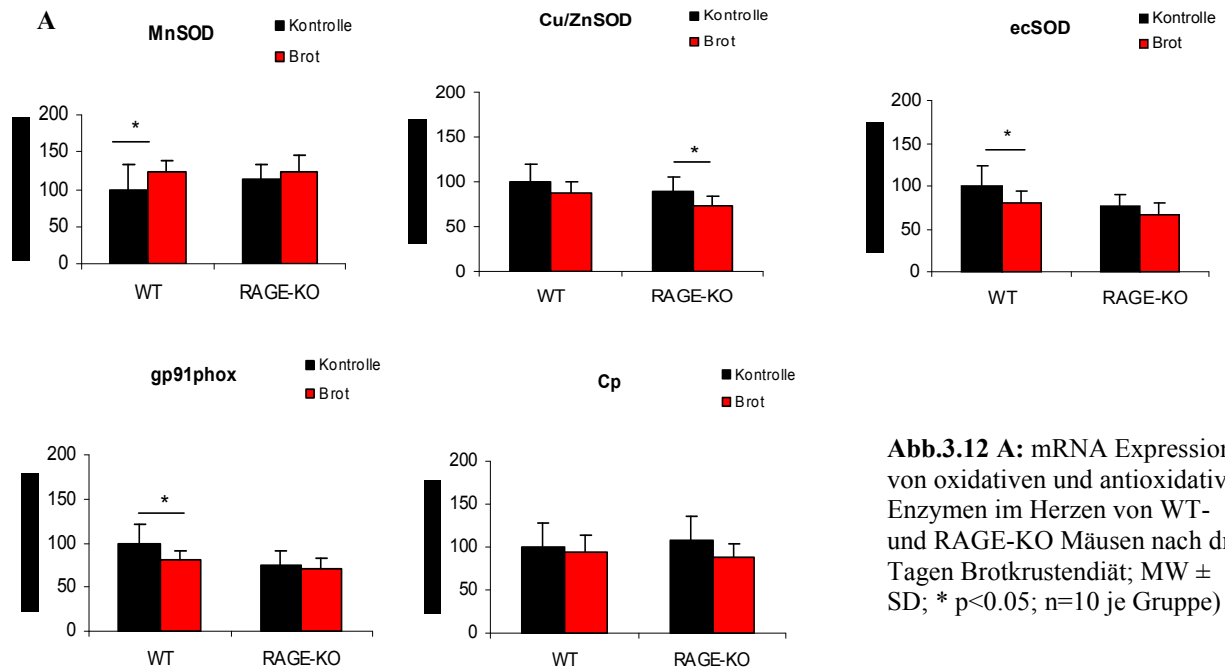 A
MnSOD
Kontrolle
Brot
200
150
100
50
0
*
WT
RAGE-KO
Cu/ZnSOD
Kontrolle
Brot
200
150
100
50
0
*
WT
RAGE-KO
ecSOD
Kontrolle
Brot
200
150
100
50
0
*
WT
RAGE-KO
gp91phox
Kontrolle
Brot
200
150
100
50
0
*
WT
RAGE-KO
Cp
Kontrolle
Brot
200
150
100
50
0
WT
RAGE-KO
Abb.3.12 A: mRNA Expression
von oxidativen und antioxidativ
Enzymen im Herzen von WT-
und RAGE-KO Mäusen nach dr
Tagen Brotkrustendiät; MW ±
SD; * p<0.05; n=10 je Gruppe)